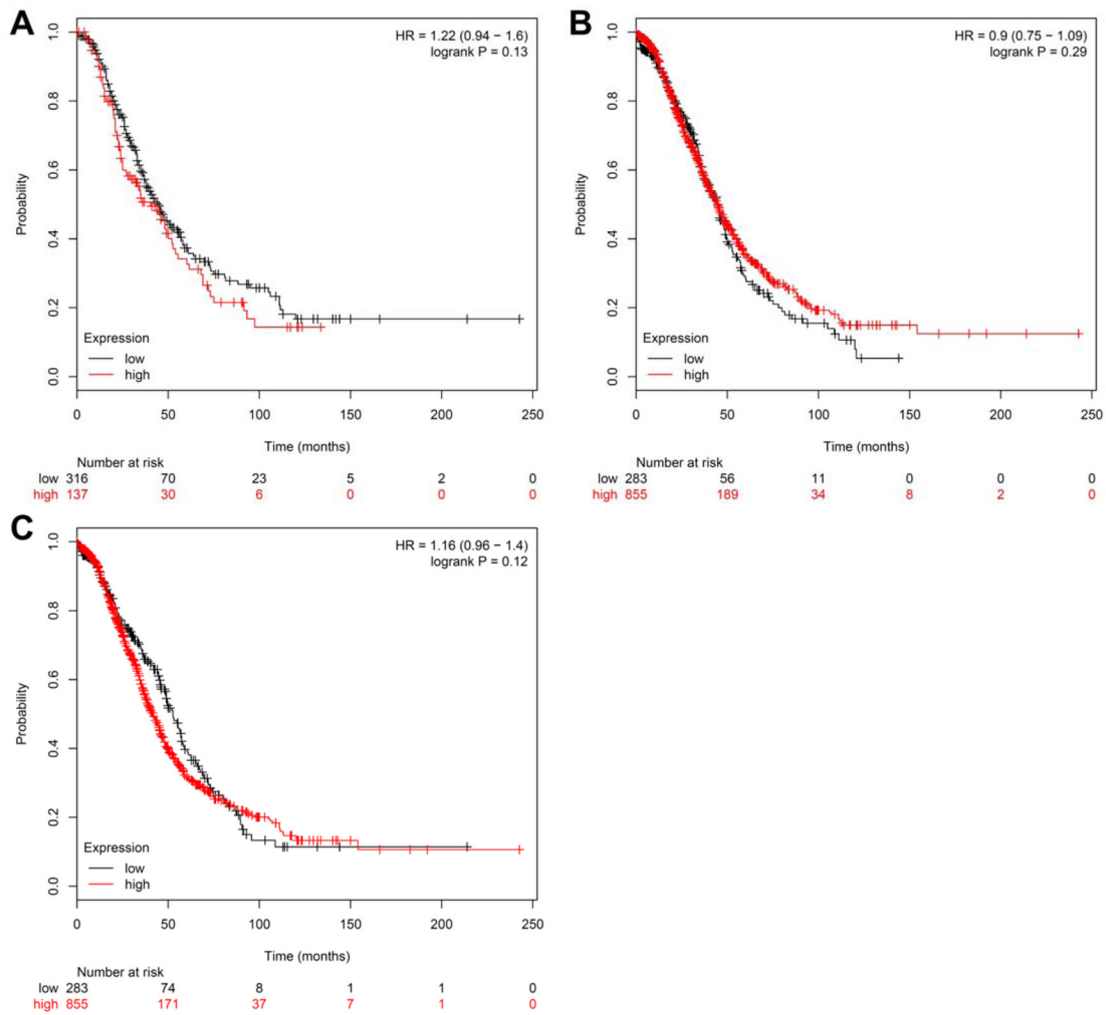 A
HR = 1.22 (0.94 − 1.6)
logrank P = 0.13
Probability
1.0
0.8
0.6
0.4
0.2
0.0
Expression
low
high
0 50 100 150 200 250
Time (months)
Number at risk
low 316 70 23 5 2 0
high 137 30 6 0 0 0
B
HR = 0.9 (0.75 − 1.09)
logrank P = 0.29
Probability
1.0
0.8
0.6
0.4
0.2
0.0
Expression
low
high
0 50 100 150 200 250
Time (months)
Number at risk
low 283 56 11 0 0 0
high 855 189 34 8 2 0
C
HR = 1.16 (0.96 − 1.4)
logrank P = 0.12
Probability
1.0
0.8
0.6
0.4
0.2
0.0
Expression
low
high
0 50 100 150 200 250
Time (months)
Number at risk
low 283 74 8 1 1 0
high 855 171 37 7 1 0